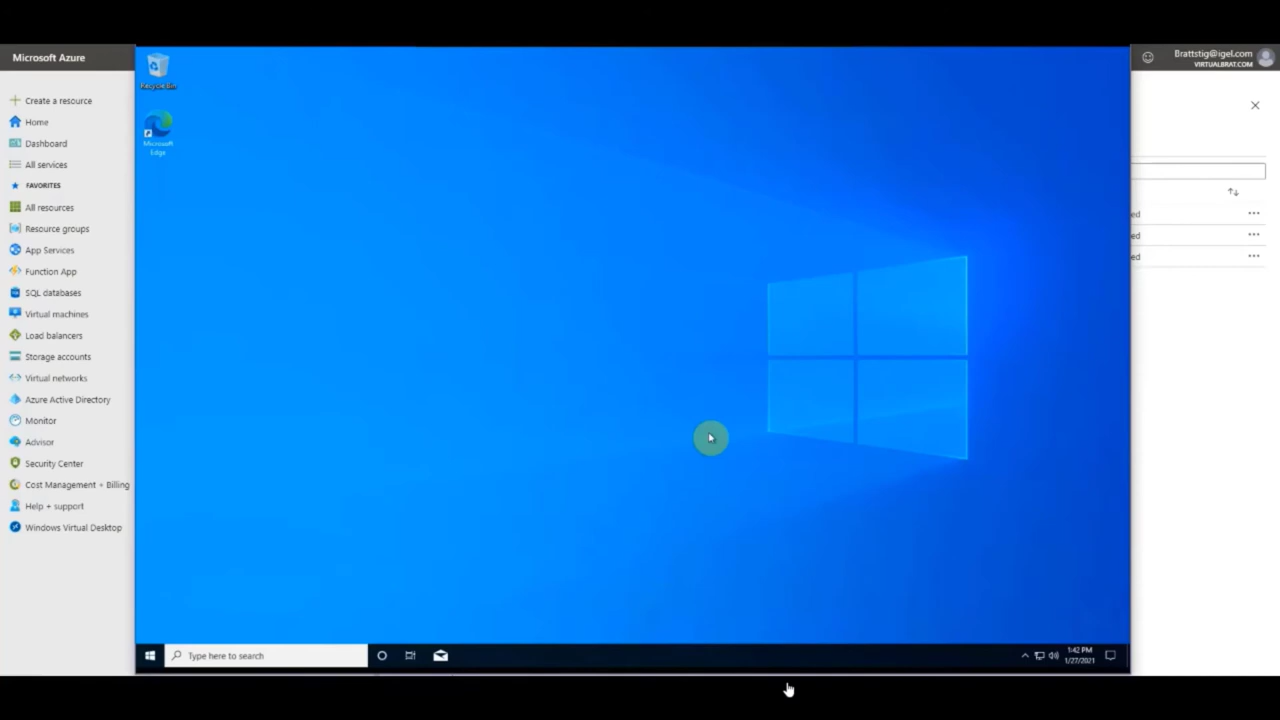 Microsoft Azure
Create a resource
Home
Dashboard
All services
FAVORITES
All resources
Resource groups
App Services
Function App
SQL databases
Virtual machines
Load balancers
Storage accounts
Virtual networks
Azure Active Directory
Monitor
Advisor
Security Center
Cost Management + Billing
Help + support
Windows Virtual Desktop
Recycle Bin
Microsoft
Edge
Brattstig@igel.com
VIRTUALBRAT.COM
ed
ed
ed
Type here to search
1:42 PM
1/27/2021